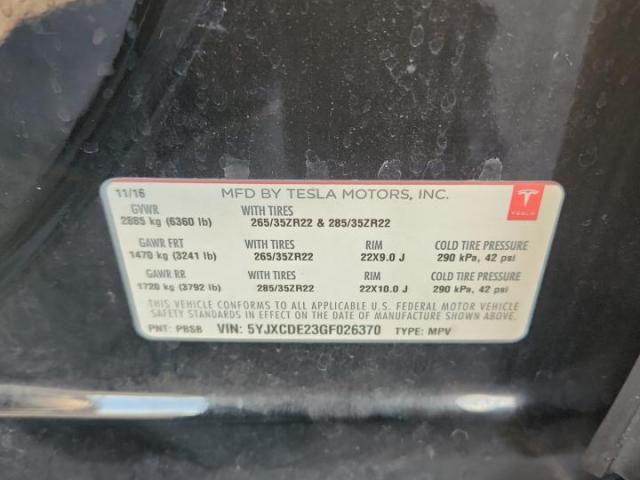 11/16 MFD BY TESLA MOTORS, INC.
GVWR WITH TIRES
2885 kg (6360 lb) 265/35ZR22 & 285/35ZR22
GAWR FRT WITH TIRES RIM COLD TIRE PRESSURE
1470 kg (3241 lb) 265/35ZR22 22X9.0 J 290 kPa, 42 psi
GAWR RR WITH TIRES RIM COLD TIRE PRESSURE
1720 kg (3792 lb) 285/35ZR22 22X10.0 J 290 kPa, 42 psi
THIS VEHICLE CONFORMS TO ALL APPLICABLE U.S. FEDERAL MOTOR VEHICLE
SAFETY STANDARDS IN EFFECT ON THE DATE OF MANUFACTURE SHOWN ABOVE.
PNT: PBSB VIN: 5YJXCDE23GF026370 TYPE: MPV
TESLA